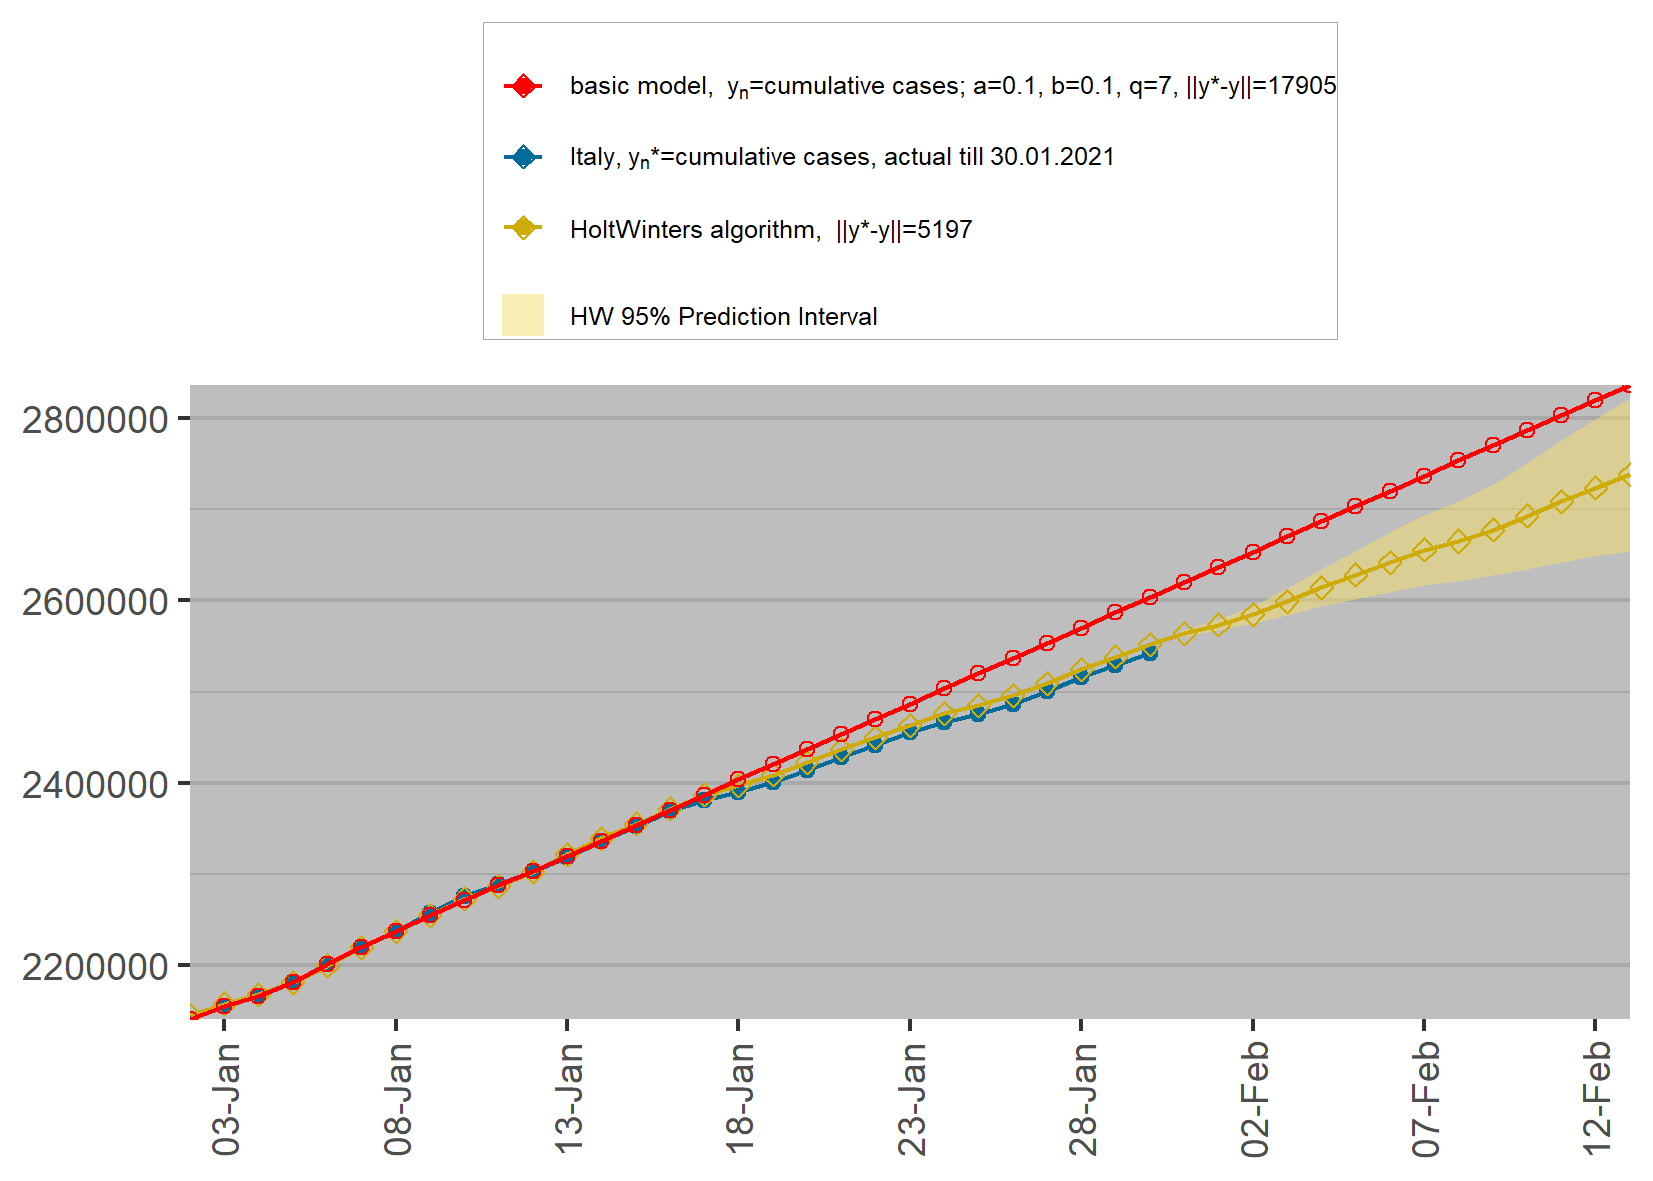 basic model,  yn=cumulative cases; a=0.1, b=0.1, q=7, ||y*-y||=17905
Italy, yn*=cumulative cases, actual till 30.01.2021
HoltWinters algorithm,  ||y*-y||=5197
HW 95% Prediction Interval
2800000
2600000
2400000
2200000
03-Jan
08-Jan
13-Jan
18-Jan
23-Jan
28-Jan
02-Feb
07-Feb
12-Feb